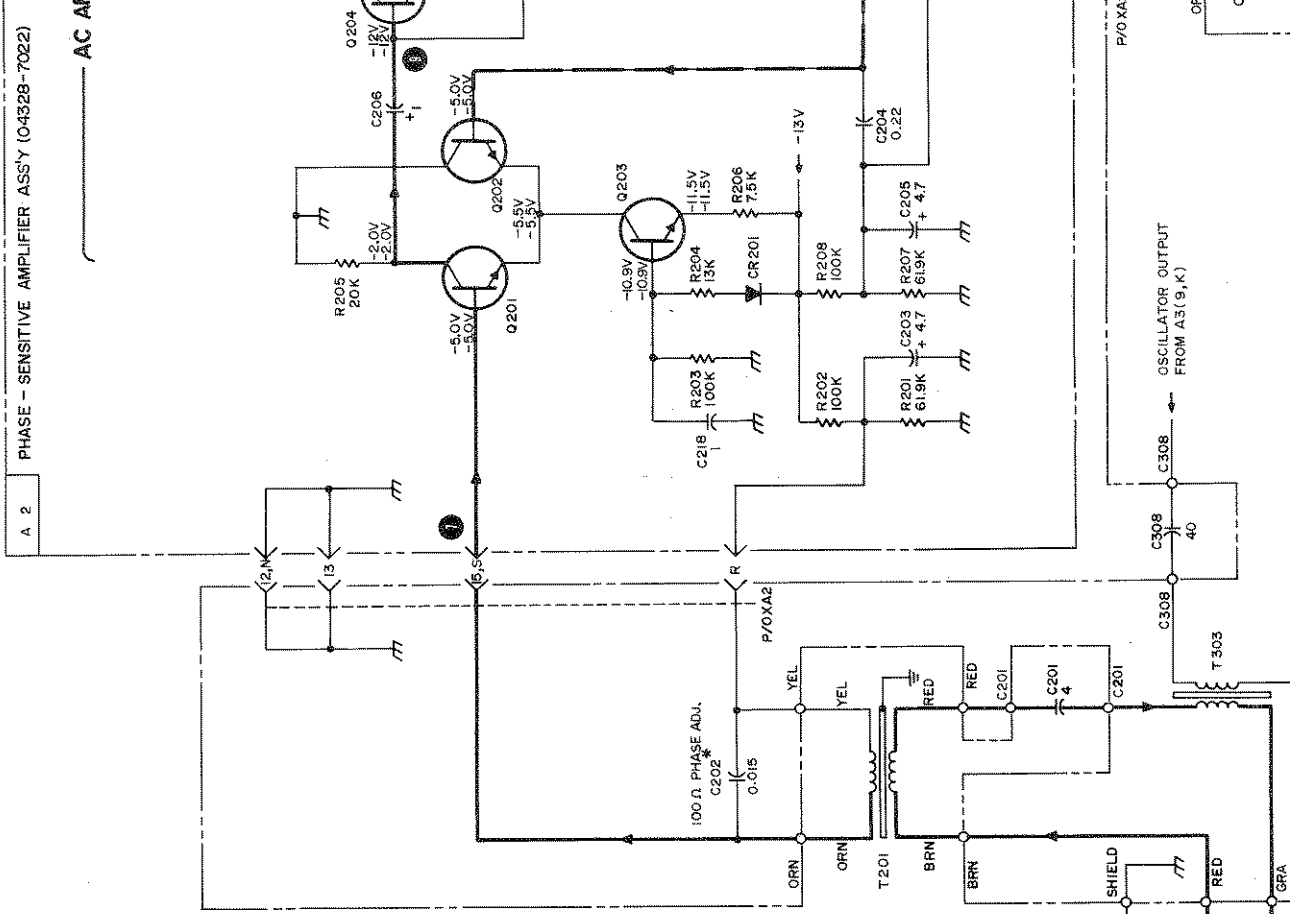 A 2
PHASE - SENSITIVE AMPLIFIER ASS'Y (04328-7022)
AC
Q204
-12V
-12V
C206
+ 1
-5.0V
-5.0V
Q202
R205
20K
-2.0V
-2.0V
-5.5V
-5.5V
Q201
-5.0V
-5.0V
Q203
-10.9V
-10.9V
-11.5V
-11.5V
R206
7.5K
-13V
C204
0.22
R204
13K
CR201
R208
100K
C205
+ 4.7
R207
61.9K
R203
100K
C218
1
R202
100K
C203
+ 4.7
R201
61.9K
12,N
13
15,S
R
P/O XA2
P/O XA
OSCILLATOR OUTPUT
FROM A3(9,K)
C308
C308
40
C308
T303
100 Ω PHASE ADJ.
C202 *
0.015
YEL
YEL
ORN
ORN
T201
RED
RED
BRN
BRN
C201
C201
4
C201
SHIELD
RED
GRA